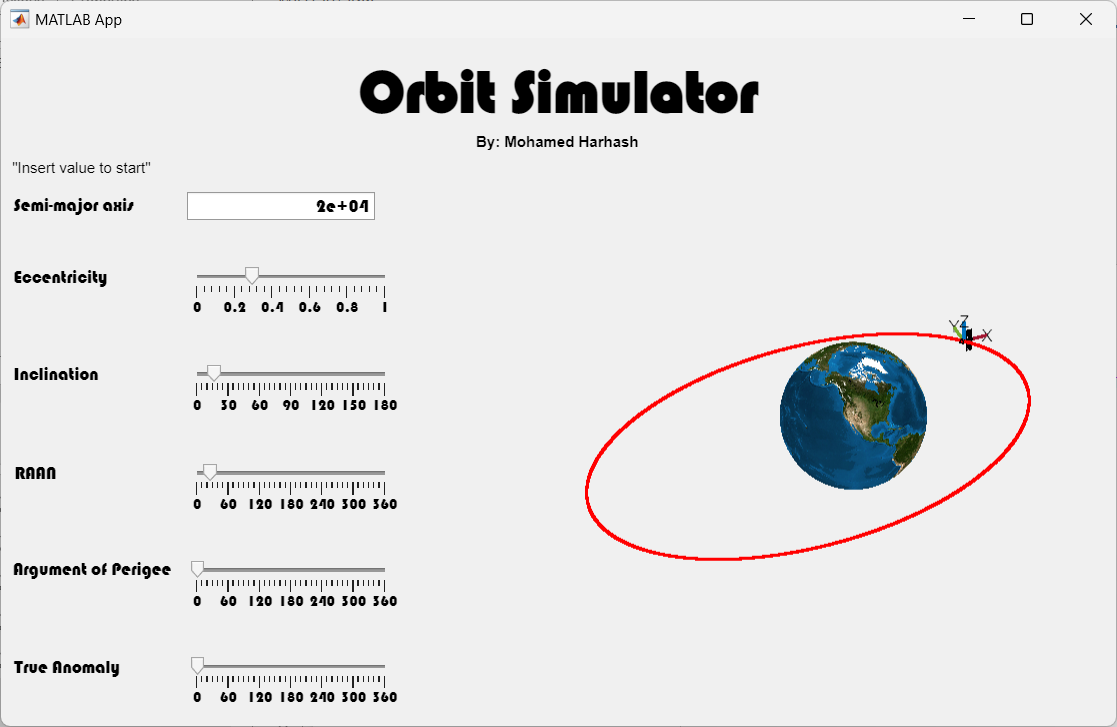 MATLAB App
Orbit Simulator
By: Mohamed Harhash
"Insert value to start"
Semi-major axis 2e+04
Eccentricity
0 0.2 0.4 0.6 0.8 1
Inclination
0 30 60 90 120 150 180
RAAN
0 60 120 180 240 300 360
Argument of Perigee
0 60 120 180 240 300 360
True Anomaly
0 60 120 180 240 300 360
Y Z X